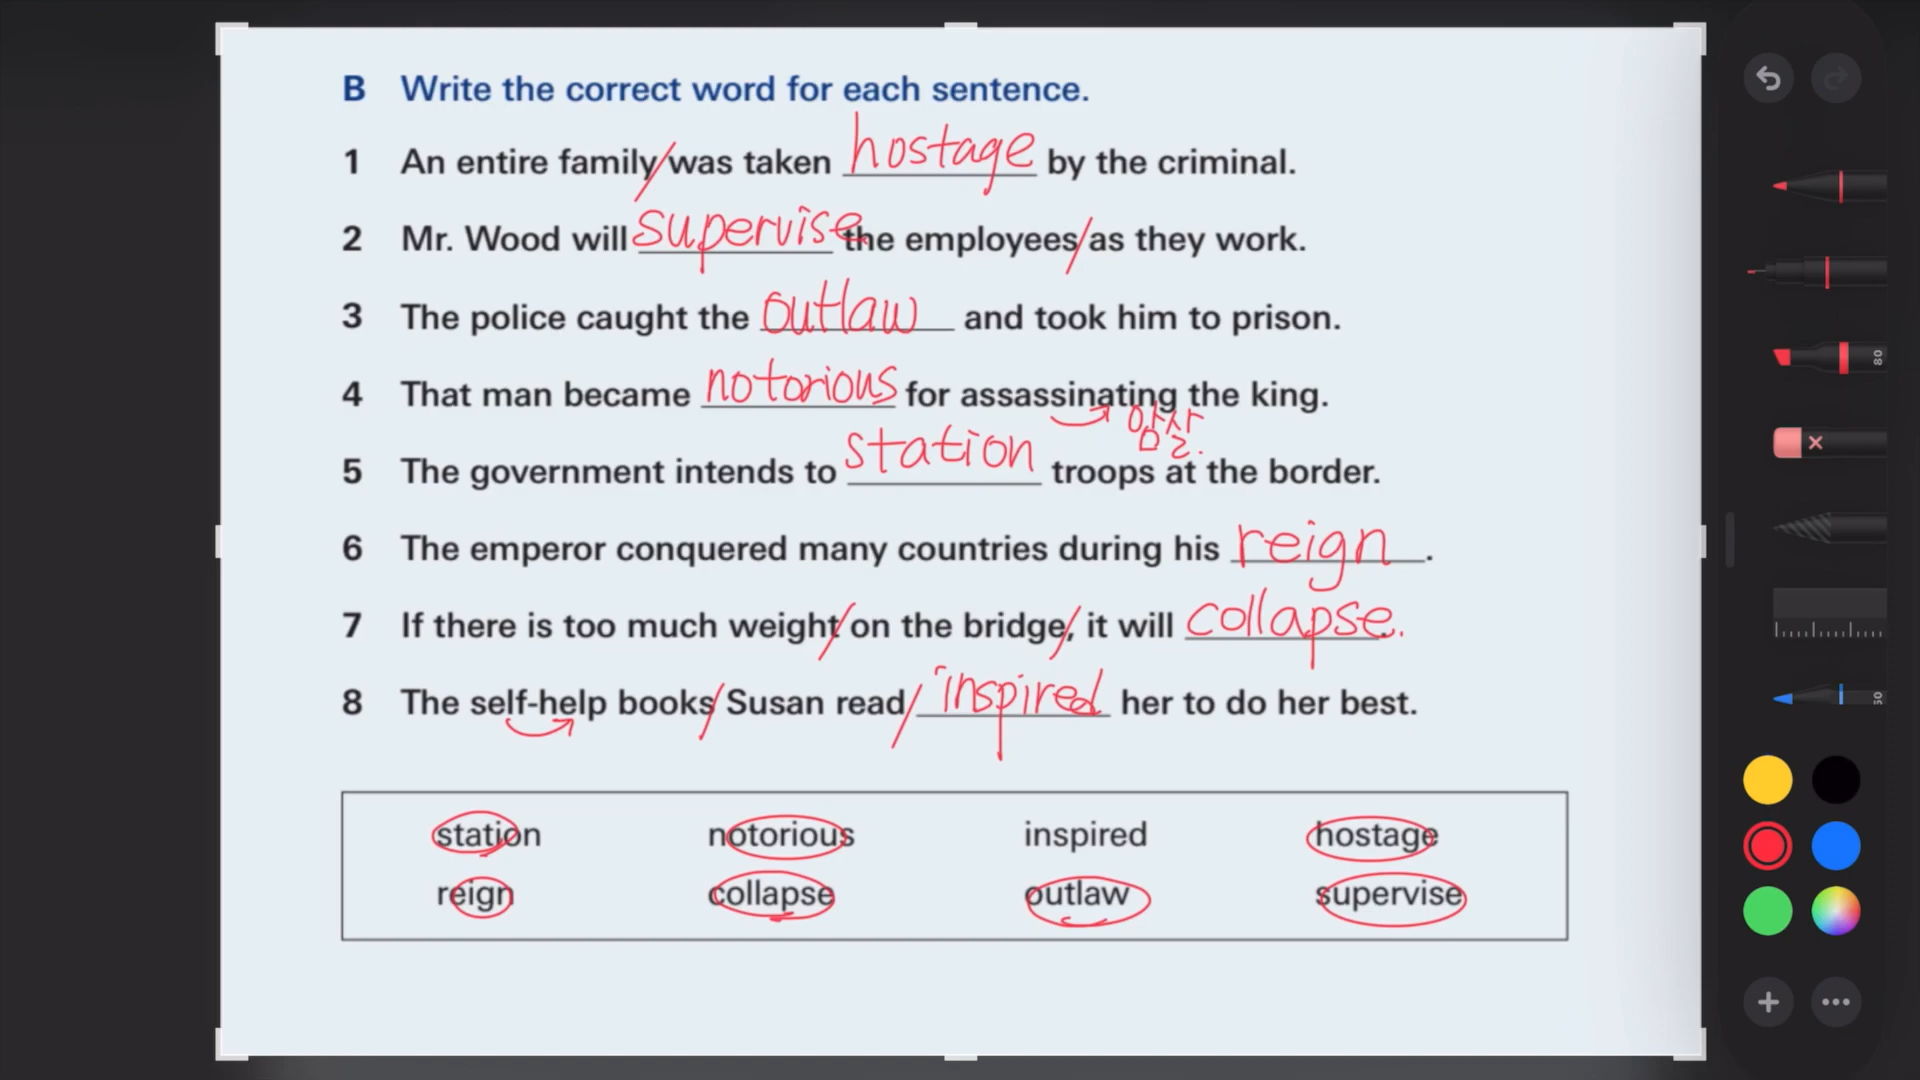 B Write the correct word for each sentence.
1 An entire family/was taken hostage by the criminal.
2 Mr. Wood will supervise the employees/as they work.
3 The police caught the outlaw and took him to prison.
4 That man became notorious for assassinating the king.
암살.
5 The government intends to station troops at the border.
6 The emperor conquered many countries during his reign.
7 If there is too much weight/on the bridge,/it will collapse.
8 The self-help books/Susan read/inspired her to do her best.
station notorious inspired hostage
reign collapse outlaw supervise
80
50